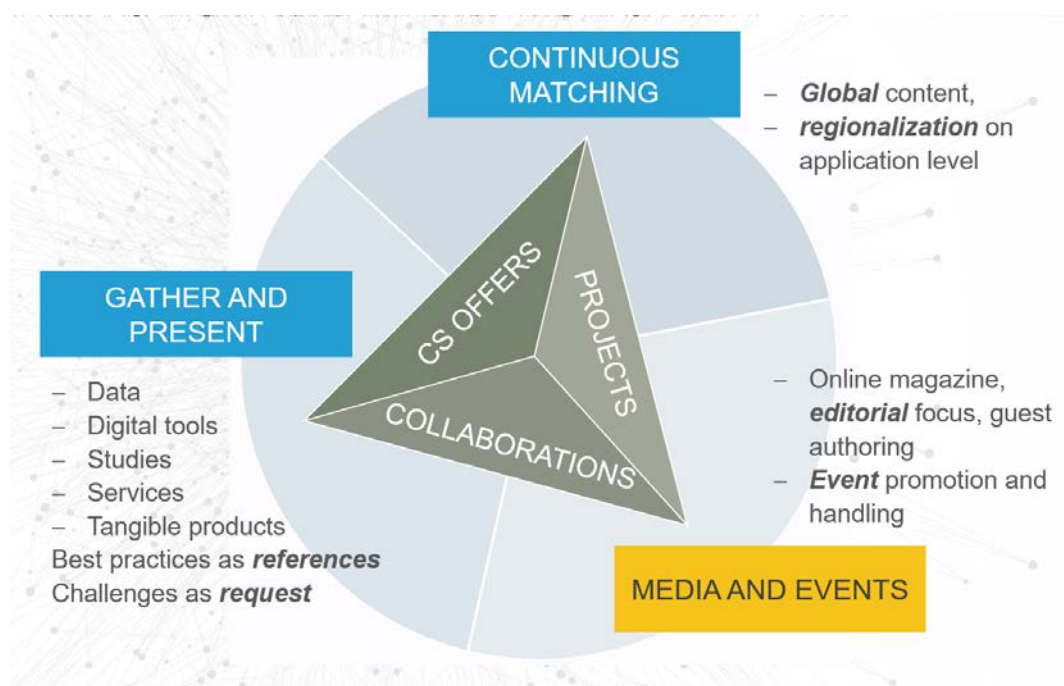 CONTINUOUS
MATCHING
– Global content,
– regionalization on
application level
GATHER AND
PRESENT
– Data
– Digital tools
– Studies
– Services
– Tangible products
Best practices as references
Challenges as request
CS OFFERS
PROJECTS
COLLABORATIONS
– Online magazine,
editorial focus, guest
authoring
– Event promotion and
handling
MEDIA AND EVENTS